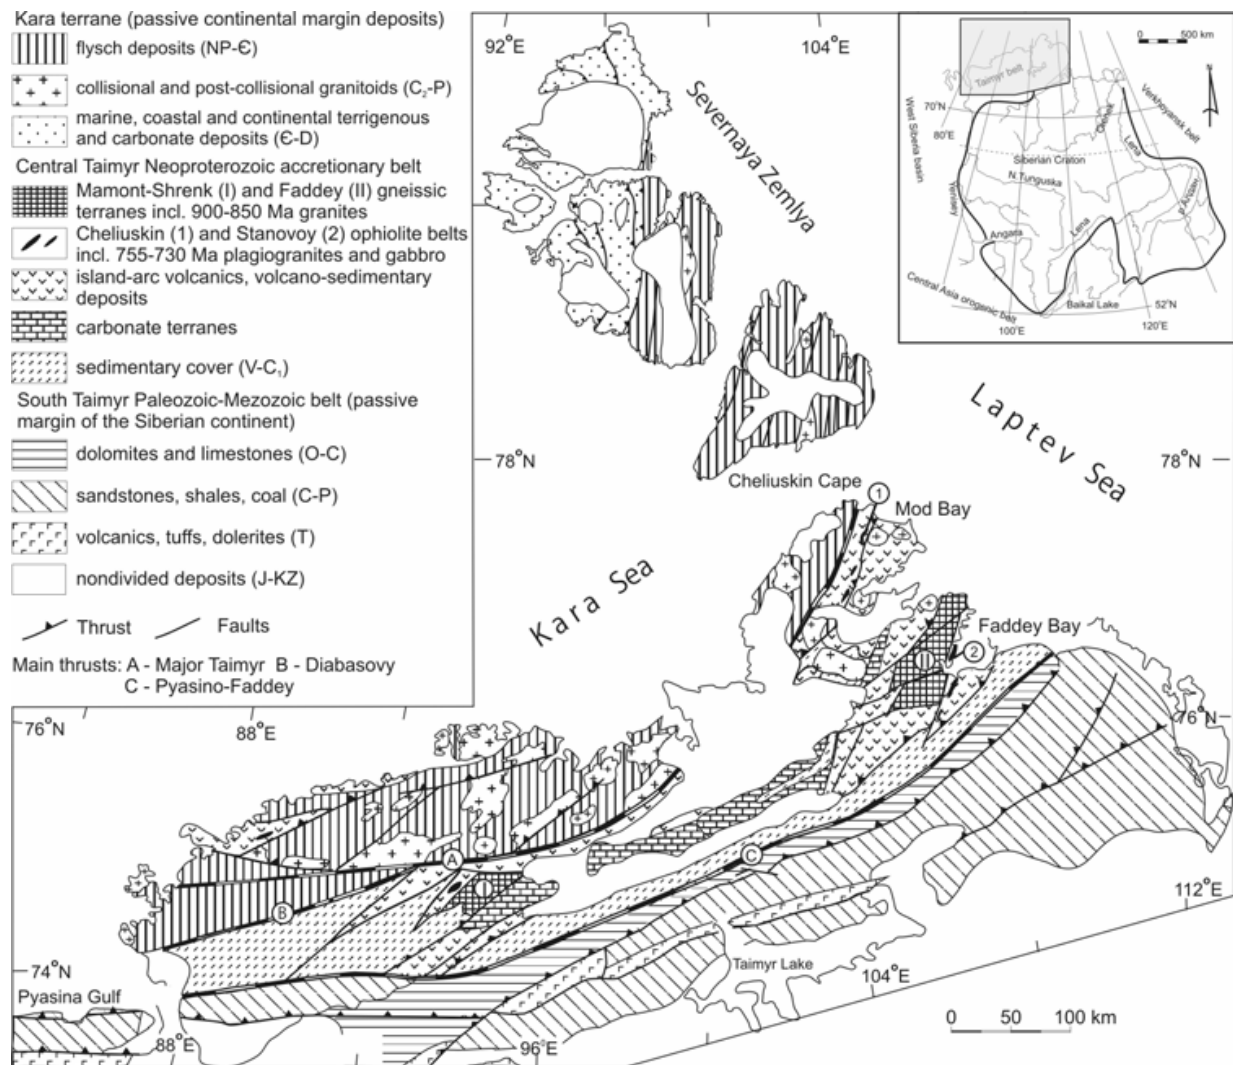 Kara terrane (passive continental margin deposits)
flysch deposits (NP-Є)
collisional and post-collisional granitoids (C₂-P)
marine, coastal and continental terrigenous
and carbonate deposits (Є-D)
Central Taimyr Neoproterozoic accretionary belt
Mamont-Shrenk (I) and Faddey (II) gneissic
terranes incl. 900-850 Ma granites
Cheliuskin (1) and Stanovoy (2) ophiolite belts
incl. 755-730 Ma plagiogranites and gabbro
island-arc volcanics, volcano-sedimentary
deposits
carbonate terranes
sedimentary cover (V-C₁)
South Taimyr Paleozoic-Mezozoic belt (passive
margin of the Siberian continent)
dolomites and limestones (O-C)
sandstones, shales, coal (C-P)
volcanics, tuffs, dolerites (T)
nondivided deposits (J-KZ)
Thrust
Faults
Main thrusts: A - Major Taimyr B - Diabasovy
C - Pyasino-Faddey
92°E
104°E
Severnaya Zemlya
Laptev Sea
Kara Sea
78°N
78°N
Cheliuskin Cape
1
Mod Bay
Faddey Bay
2
II
76°N
88°E
76°N
A
B
I
C
112°E
74°N
Pyasina Gulf
Taimyr Lake
104°E
88°E
96°E
0 50 100 km
0 500 km
N
Taimyr belt
70°N
80°E
West Siberia basin
Olenek
Verkhoyansk belt
Lena
Siberian Craton
N.Tunguska
Yenisey
Angara
Lena
Central Asia orogenic belt
Baikal Lake
52°N
100°E
120°E